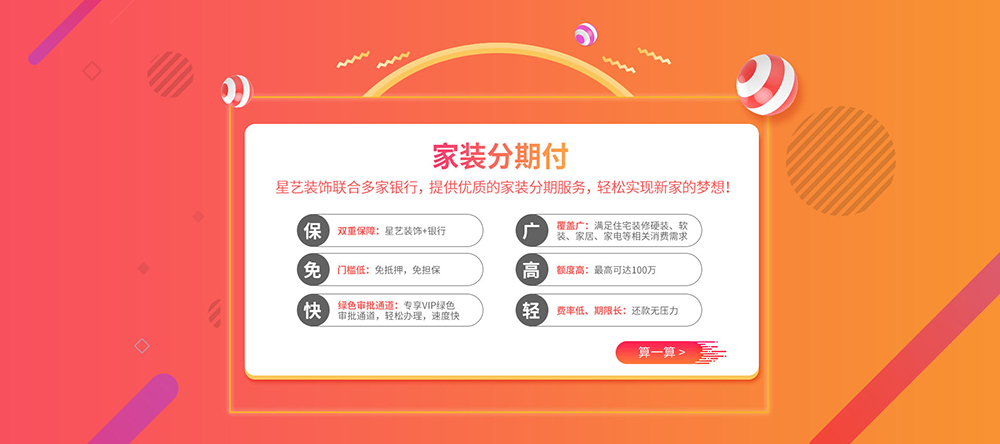 家装分期付
星艺装饰联合多家银行，提供优质的家装分期服务，轻松实现新家的梦想！
保 双重保障：星艺装饰+银行
广 覆盖广：满足住宅装修硬装、软
装、家居、家电等相关消费需求
免 门槛低：免抵押，免担保
高 额度高：最高可达100万
快 绿色审批通道：专享VIP绿色
审批通道，轻松办理，速度快
轻 费率低、期限长：还款无压力
算一算 >